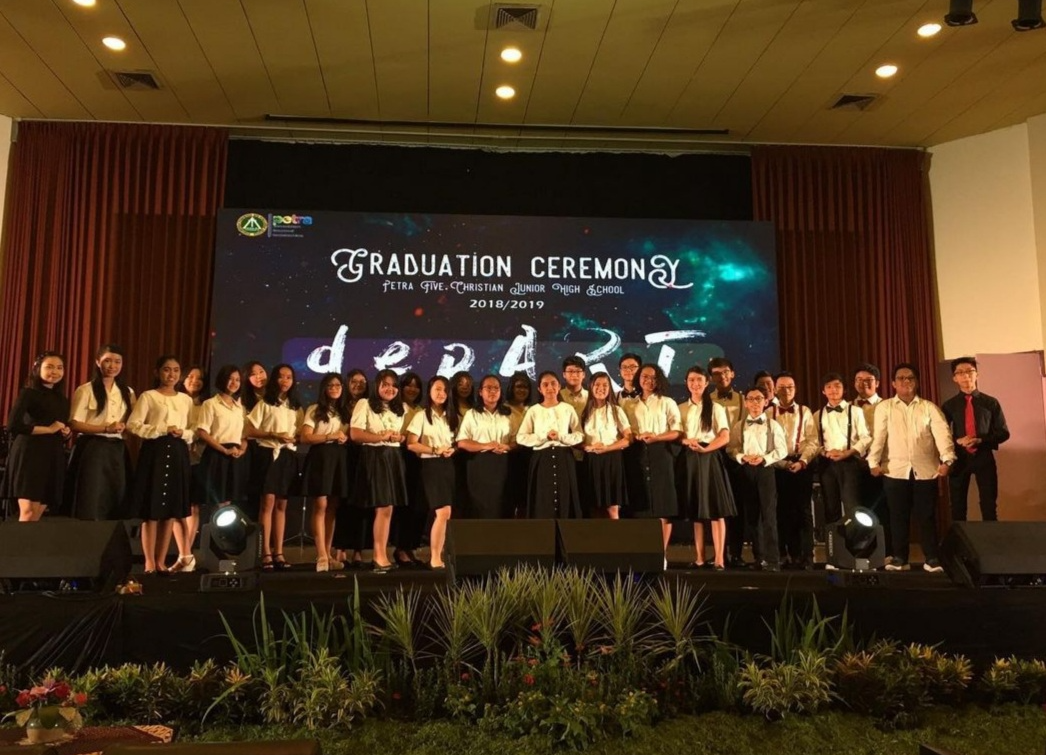 petra
GRADUATION CEREMONY
PETRA FIVE CHRISTIAN JUNIOR HIGH SCHOOL
2018/2019
depART